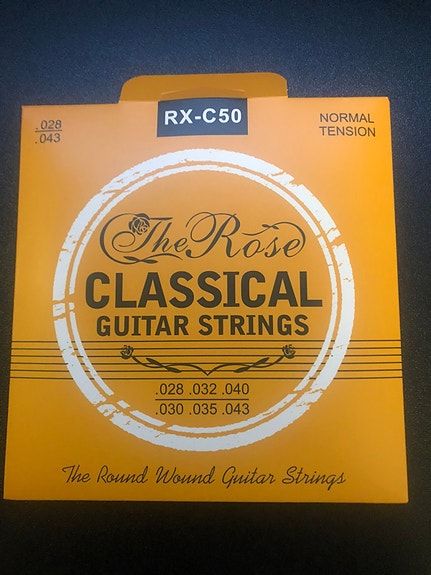 RX-C50
.028
.043
NORMAL
TENSION
The Rose
CLASSICAL
GUITAR STRINGS
.028 .032 .040
.030 .035 .043
The Round Wound Guitar Strings